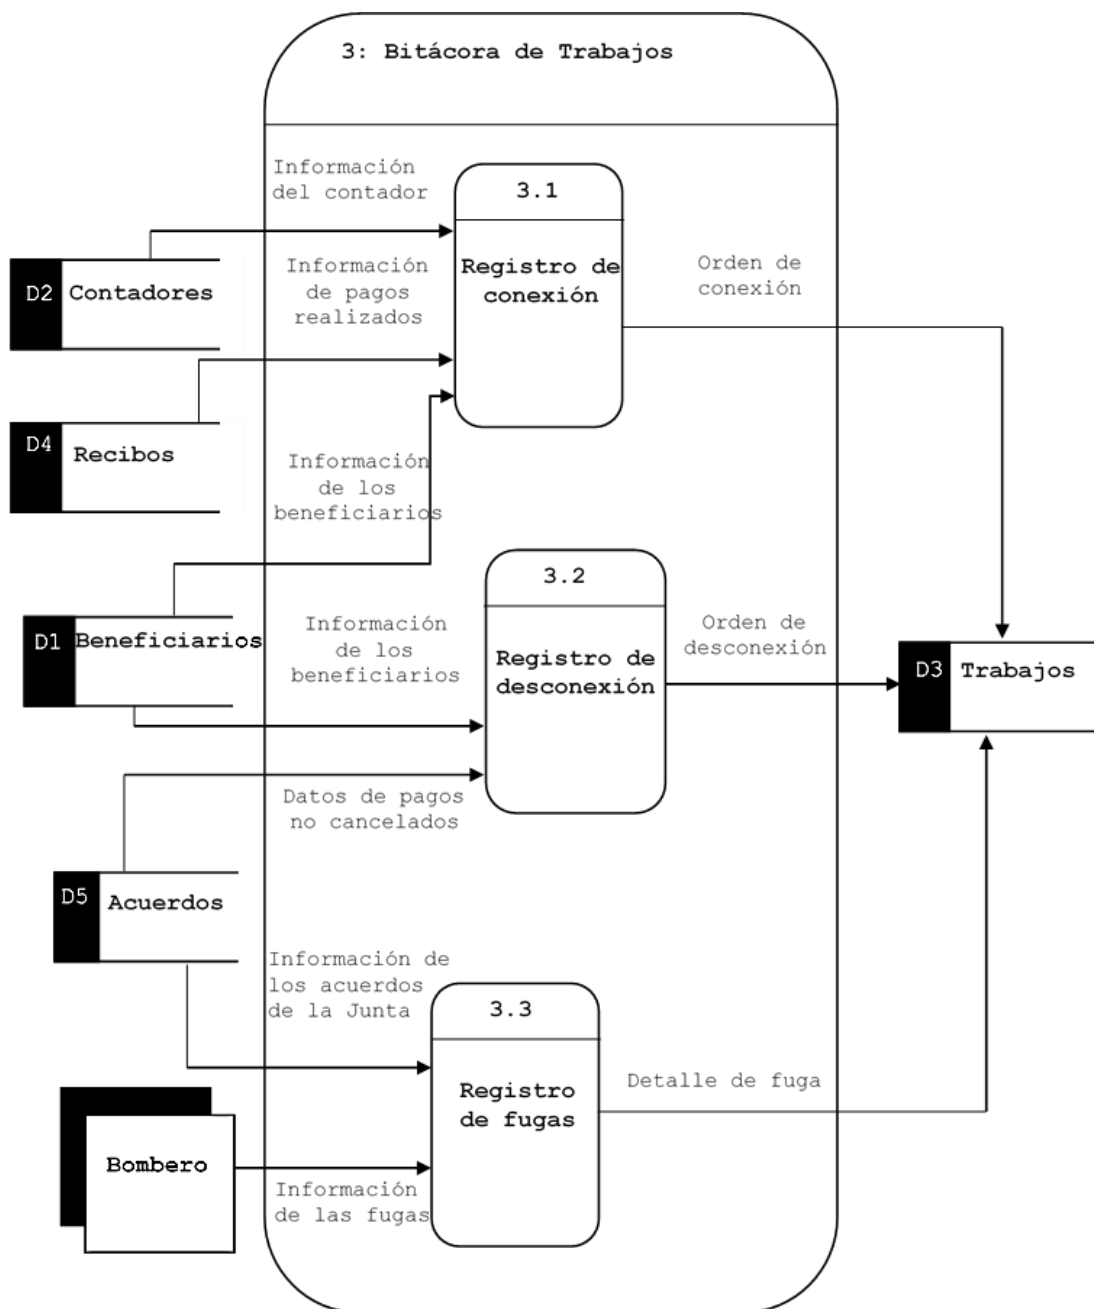 3: Bitácora de Trabajos
Información
del contador
3.1
Registro de
conexión
D2 Contadores
Información
de pagos
realizados
Orden de
conexión
D4 Recibos
Información
de los
beneficiarios
3.2
Registro de
desconexión
D1 Beneficiarios
Información
de los
beneficiarios
Orden de
desconexión
D3 Trabajos
Datos de pagos
no cancelados
D5 Acuerdos
Información de
los acuerdos
de la Junta
3.3
Registro
de fugas
Detalle de fuga
Bombero
Información
de las fugas